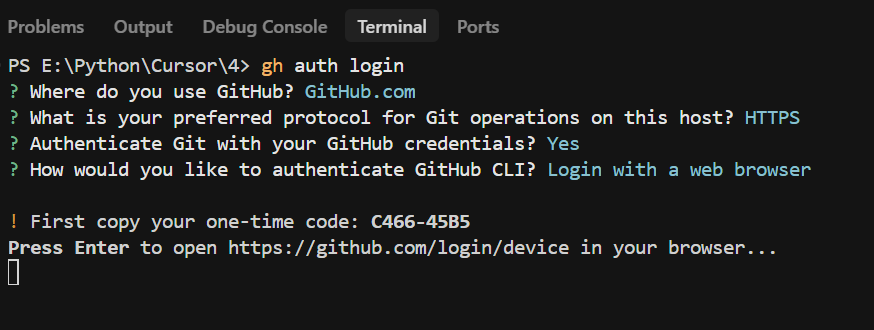 Problems Output Debug Console Terminal Ports
PS E:\Python\Cursor\4> gh auth login
? Where do you use GitHub? GitHub.com
? What is your preferred protocol for Git operations on this host? HTTPS
? Authenticate Git with your GitHub credentials? Yes
? How would you like to authenticate GitHub CLI? Login with a web browser
! First copy your one-time code: C466-45B5
Press Enter to open https://github.com/login/device in your browser...